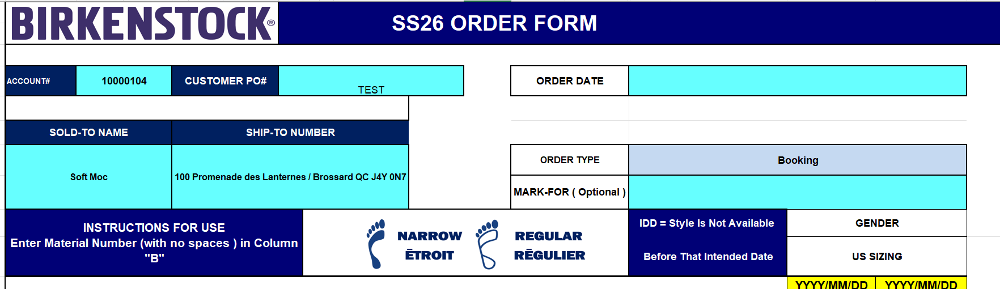 BIRKENSTOCK®
SS26 ORDER FORM
ACCOUNT#
10000104
CUSTOMER PO#
TEST
ORDER DATE
SOLD-TO NAME
SHIP-TO NUMBER
Soft Moc
100 Promenade des Lanternes / Brossard QC J4Y 0N7
ORDER TYPE
Booking
MARK-FOR ( Optional )
INSTRUCTIONS FOR USE
Enter Material Number (with no spaces ) in Column
"B"
NARROW
ĒTROIT
REGULAR
RĒGULIER
IDD = Style Is Not Available
Before That Intended Date
GENDER
US SIZING
YYYY/MM/DD
YYYY/MM/DD